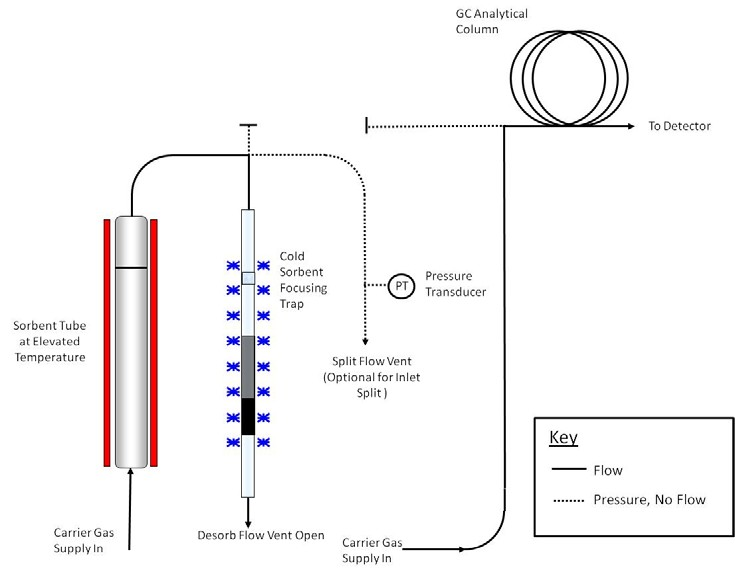 GC Analytical
Column
To Detector
Cold
Sorbent
Focusing
Trap
PT
Pressure
Transducer
Sorbent Tube
at Elevated
Temperature
Split Flow Vent
(Optional for Inlet
Split )
Key
Flow
Pressure, No Flow
Carrier Gas
Supply In
Desorb Flow Vent Open
Carrier Gas
Supply In